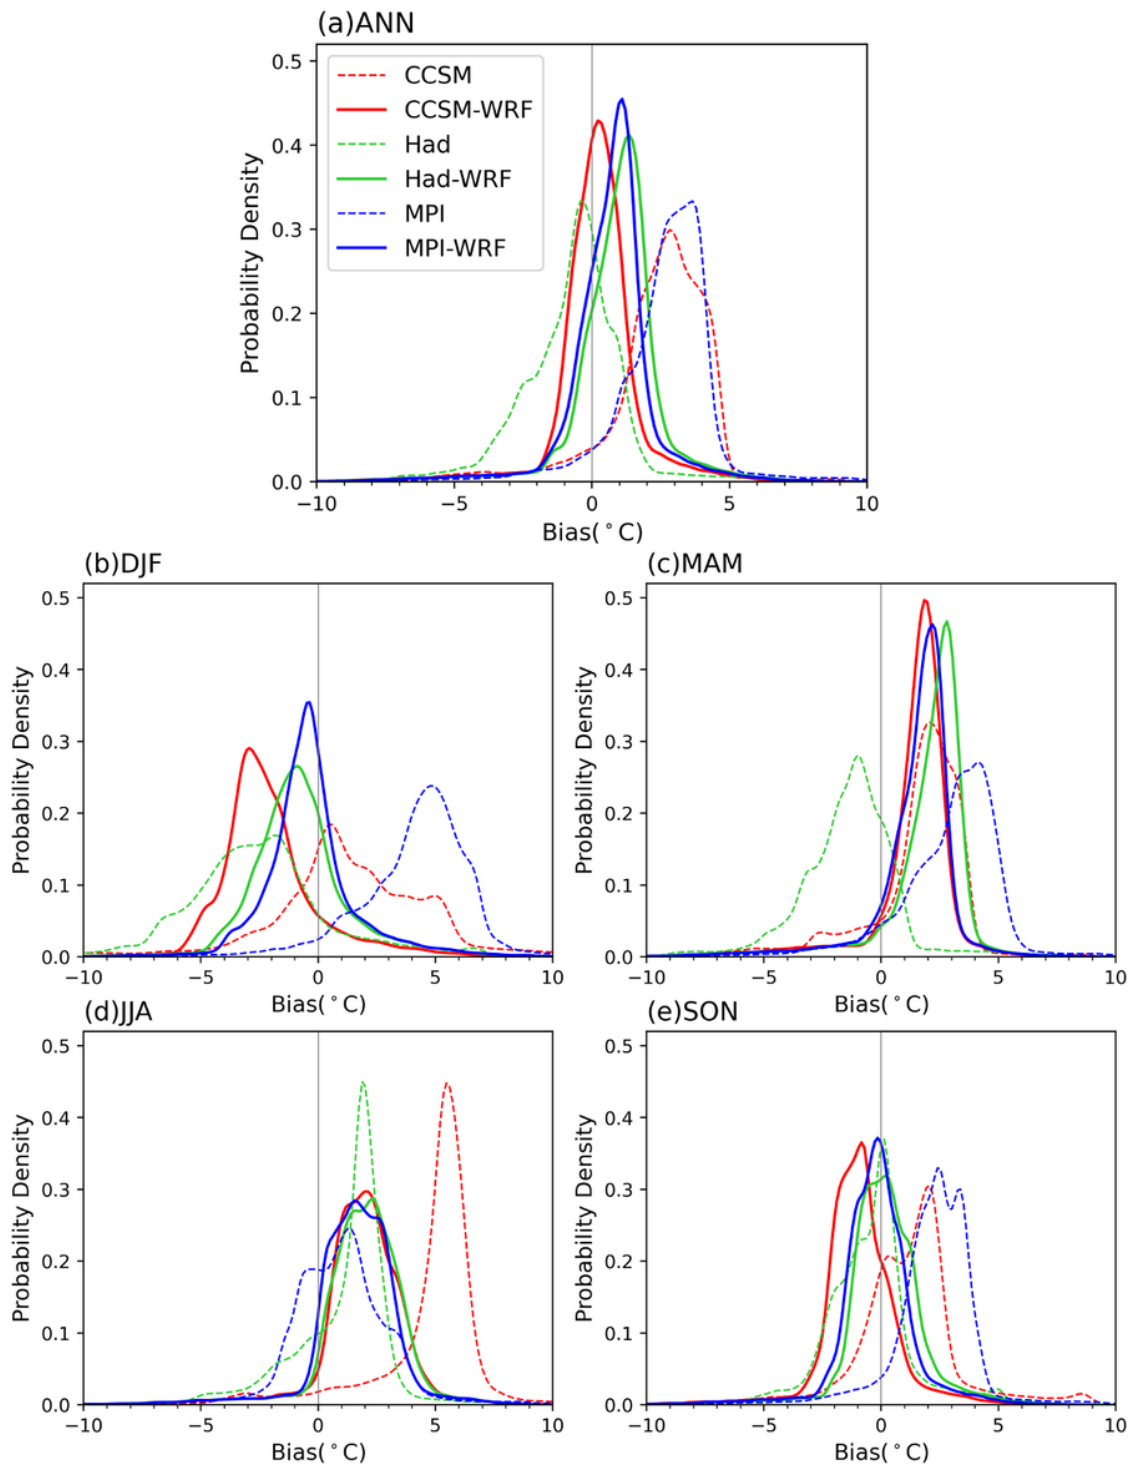 (a)ANN
0.5
0.4
0.3
0.2
0.1
0.0
Probability Density
CCSM
CCSM-WRF
Had
Had-WRF
MPI
MPI-WRF
−10 −5 0 5 10
Bias(°C)
(b)DJF
0.5
0.4
0.3
0.2
0.1
0.0
Probability Density
−10 −5 0 5 10
Bias(°C)
(c)MAM
0.5
0.4
0.3
0.2
0.1
0.0
Probability Density
−10 −5 0 5 10
Bias(°C)
(d)JJA
0.5
0.4
0.3
0.2
0.1
0.0
Probability Density
−10 −5 0 5 10
Bias(°C)
(e)SON
0.5
0.4
0.3
0.2
0.1
0.0
Probability Density
−10 −5 0 5 10
Bias(°C)